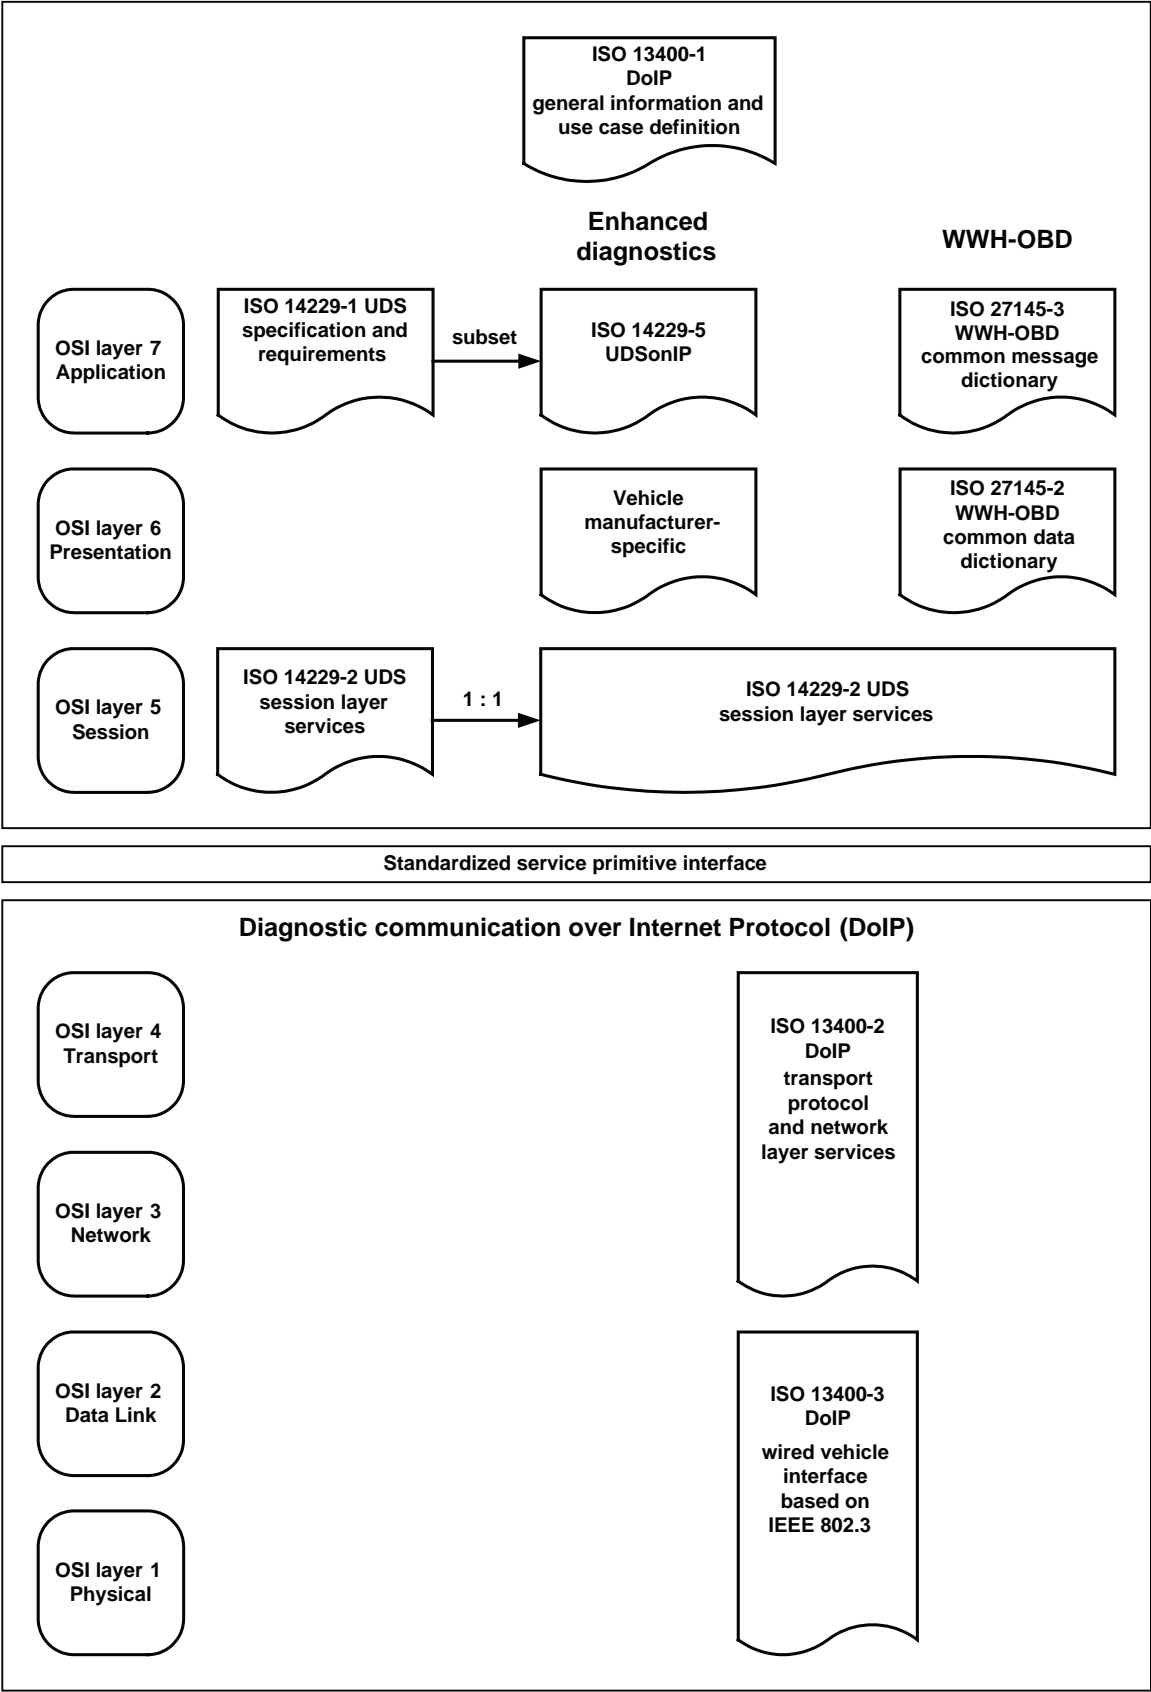 ISO 13400-1
DoIP
general information and
use case definition
Enhanced
diagnostics
WWH-OBD
OSI layer 7
Application
ISO 14229-1 UDS
specification and
requirements
subset
ISO 14229-5
UDSonIP
ISO 27145-3
WWH-OBD
common message
dictionary
OSI layer 6
Presentation
Vehicle
manufacturer-
specific
ISO 27145-2
WWH-OBD
common data
dictionary
OSI layer 5
Session
ISO 14229-2 UDS
session layer
services
1 : 1
ISO 14229-2 UDS
session layer services
Standardized service primitive interface
Diagnostic communication over Internet Protocol (DoIP)
OSI layer 4
Transport
ISO 13400-2
DoIP
transport
protocol
and network
layer services
OSI layer 3
Network
OSI layer 2
Data Link
ISO 13400-3
DoIP
wired vehicle
interface
based on
IEEE 802.3
OSI layer 1
Physical